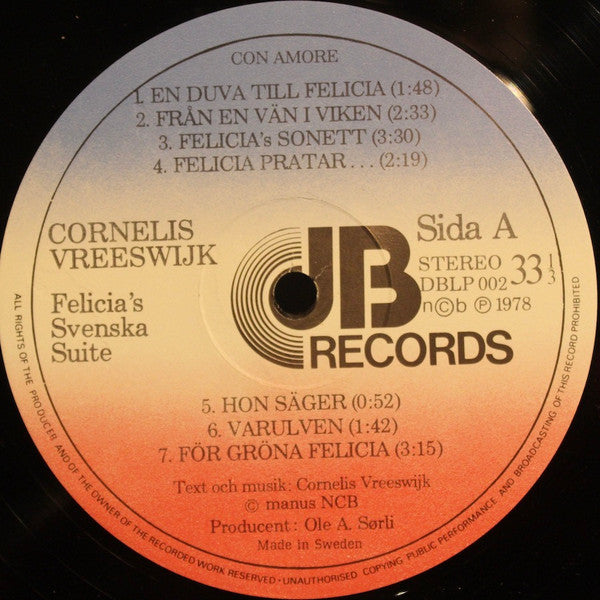 CON AMORE
1. EN DUVA TILL FELICIA (1:48)
2. FRÅN EN VÄN I VIKEN (2:33)
3. FELICIA's SONETT (3:30)
4. FELICIA PRATAR... (2:19)
CORNELIS
VREESWIJK
Felicia's
Svenska
Suite
dB
RECORDS
Sida A
STEREO 33 1/3
DBLP 002
n©b ℗ 1978
5. HON SÄGER (0:52)
6. VARULVEN (1:42)
7. FÖR GRÖNA FELICIA (3:15)
Text och musik: Cornelis Vreeswijk
© manus NCB
Producent: Ole A. Sørli
Made in Sweden
ALL RIGHTS OF THE PRODUCER AND OF THE OWNER OF THE RECORDED WORK RESERVED - UNAUTHORISED COPYING PUBLIC PERFORMANCE AND BROADCASTING OF THIS RECORD PROHIBITED